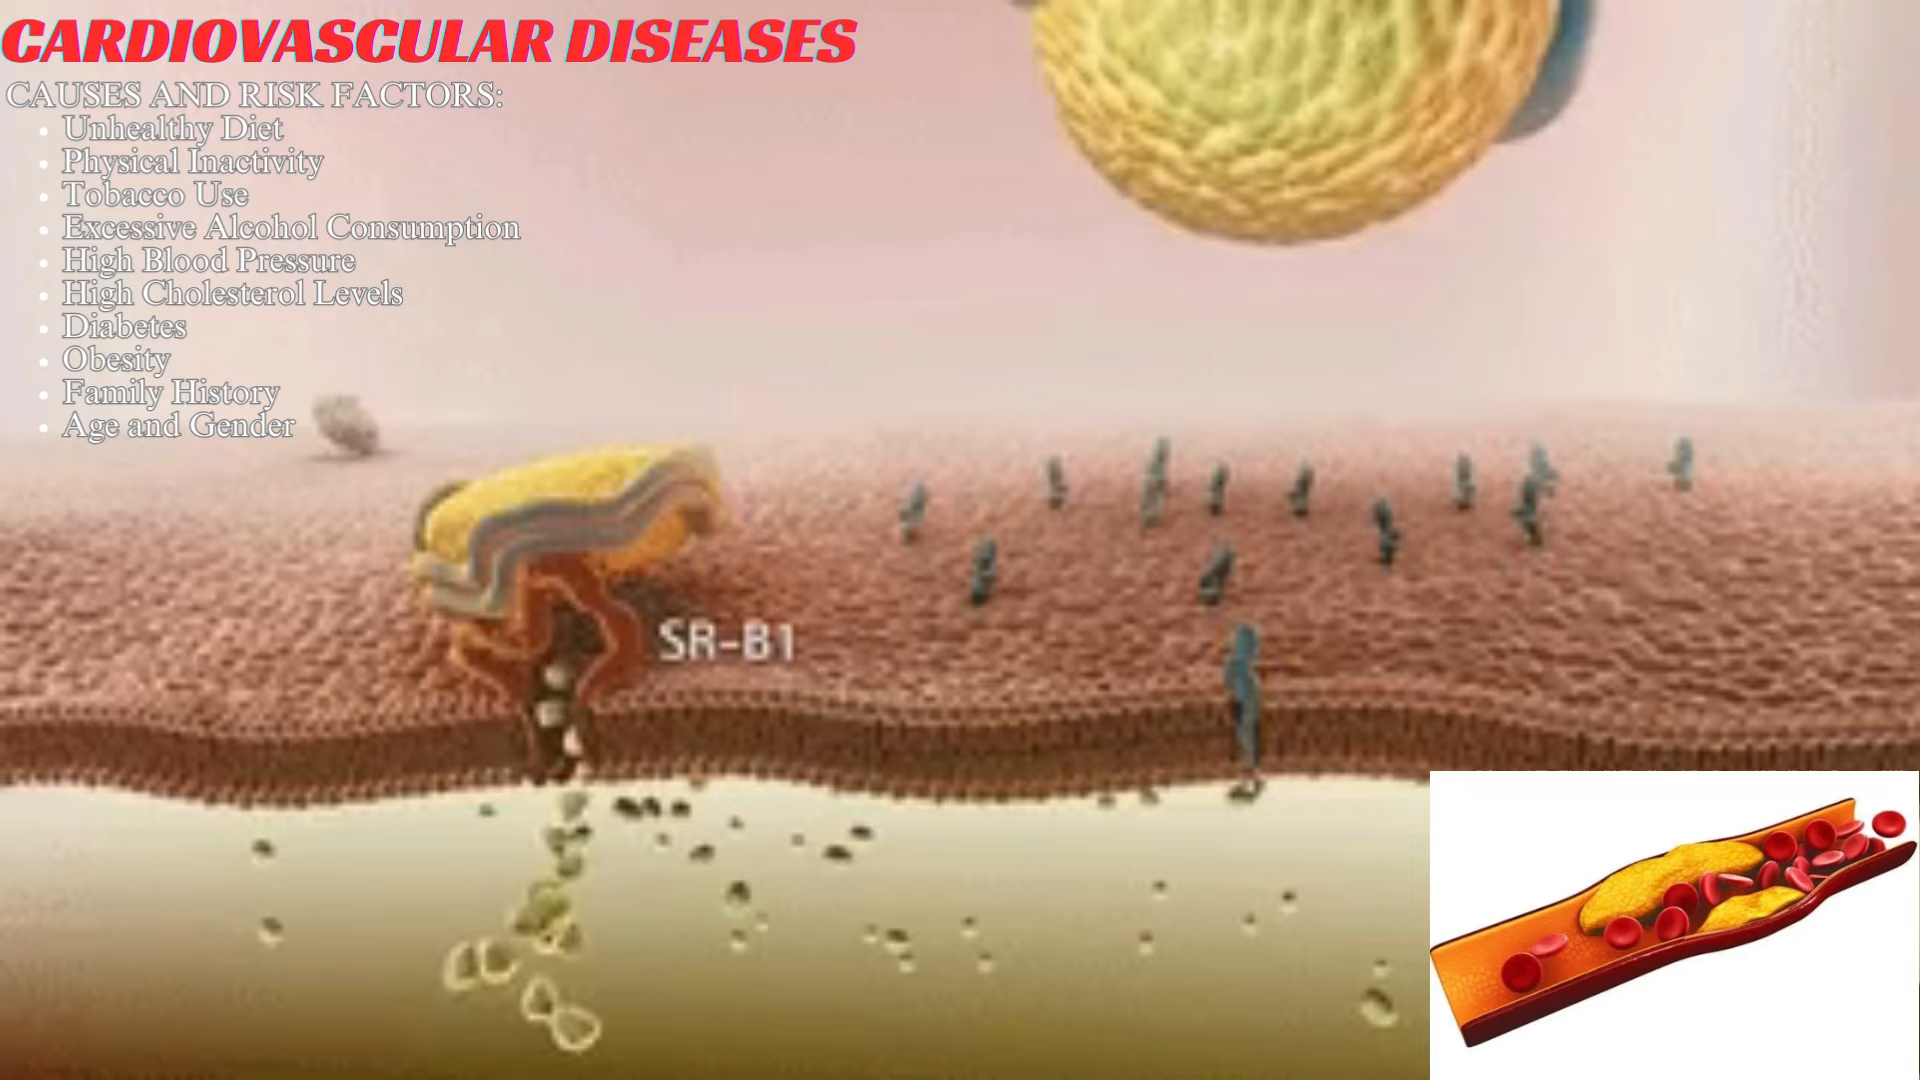 CARDIOVASCULAR DISEASES
CAUSES AND RISK FACTORS:
• Unhealthy Diet
• Physical Inactivity
• Tobacco Use
• Excessive Alcohol Consumption
• High Blood Pressure
• High Cholesterol Levels
• Diabetes
• Obesity
• Family History
• Age and Gender
SR-B1